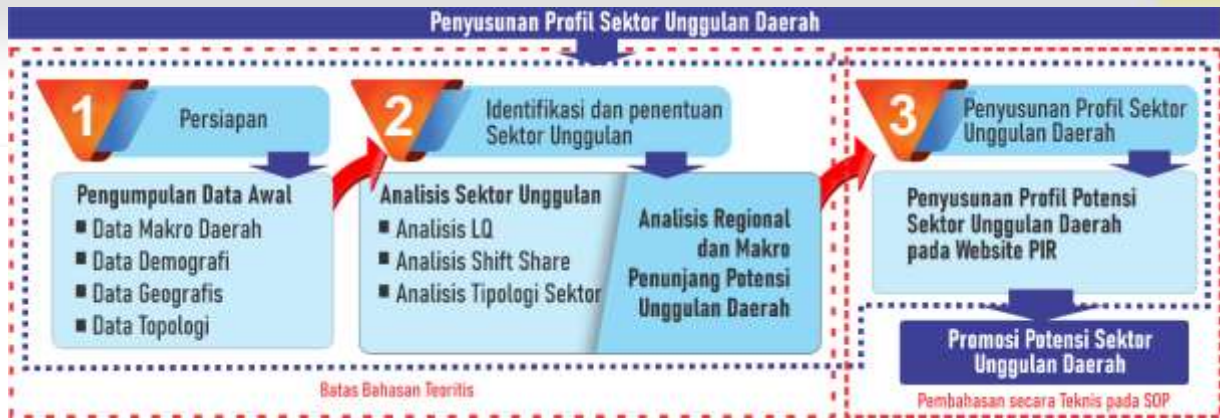 Penyusunan Profil Sektor Unggulan Daerah
1
Persiapan
Pengumpulan Data Awal
■ Data Makro Daerah
■ Data Demografi
■ Data Geografis
■ Data Topologi
2
Identifikasi dan penentuan
Sektor Unggulan
Analisis Sektor Unggulan
■ Analisis LQ
■ Analisis Shift Share
■ Analisis Tipologi Sektor
Analisis Regional
dan Makro
Penunjang Potensi
Unggulan Daerah
3
Penyusunan Profil Sektor
Unggulan Daerah
Penyusunan Profil Potensi
Sektor Unggulan Daerah
pada Website PIR
Promosi Potensi Sektor
Unggulan Daerah
Batas Bahasan Teoritis
Pembahasan secara Teknis pada SOP